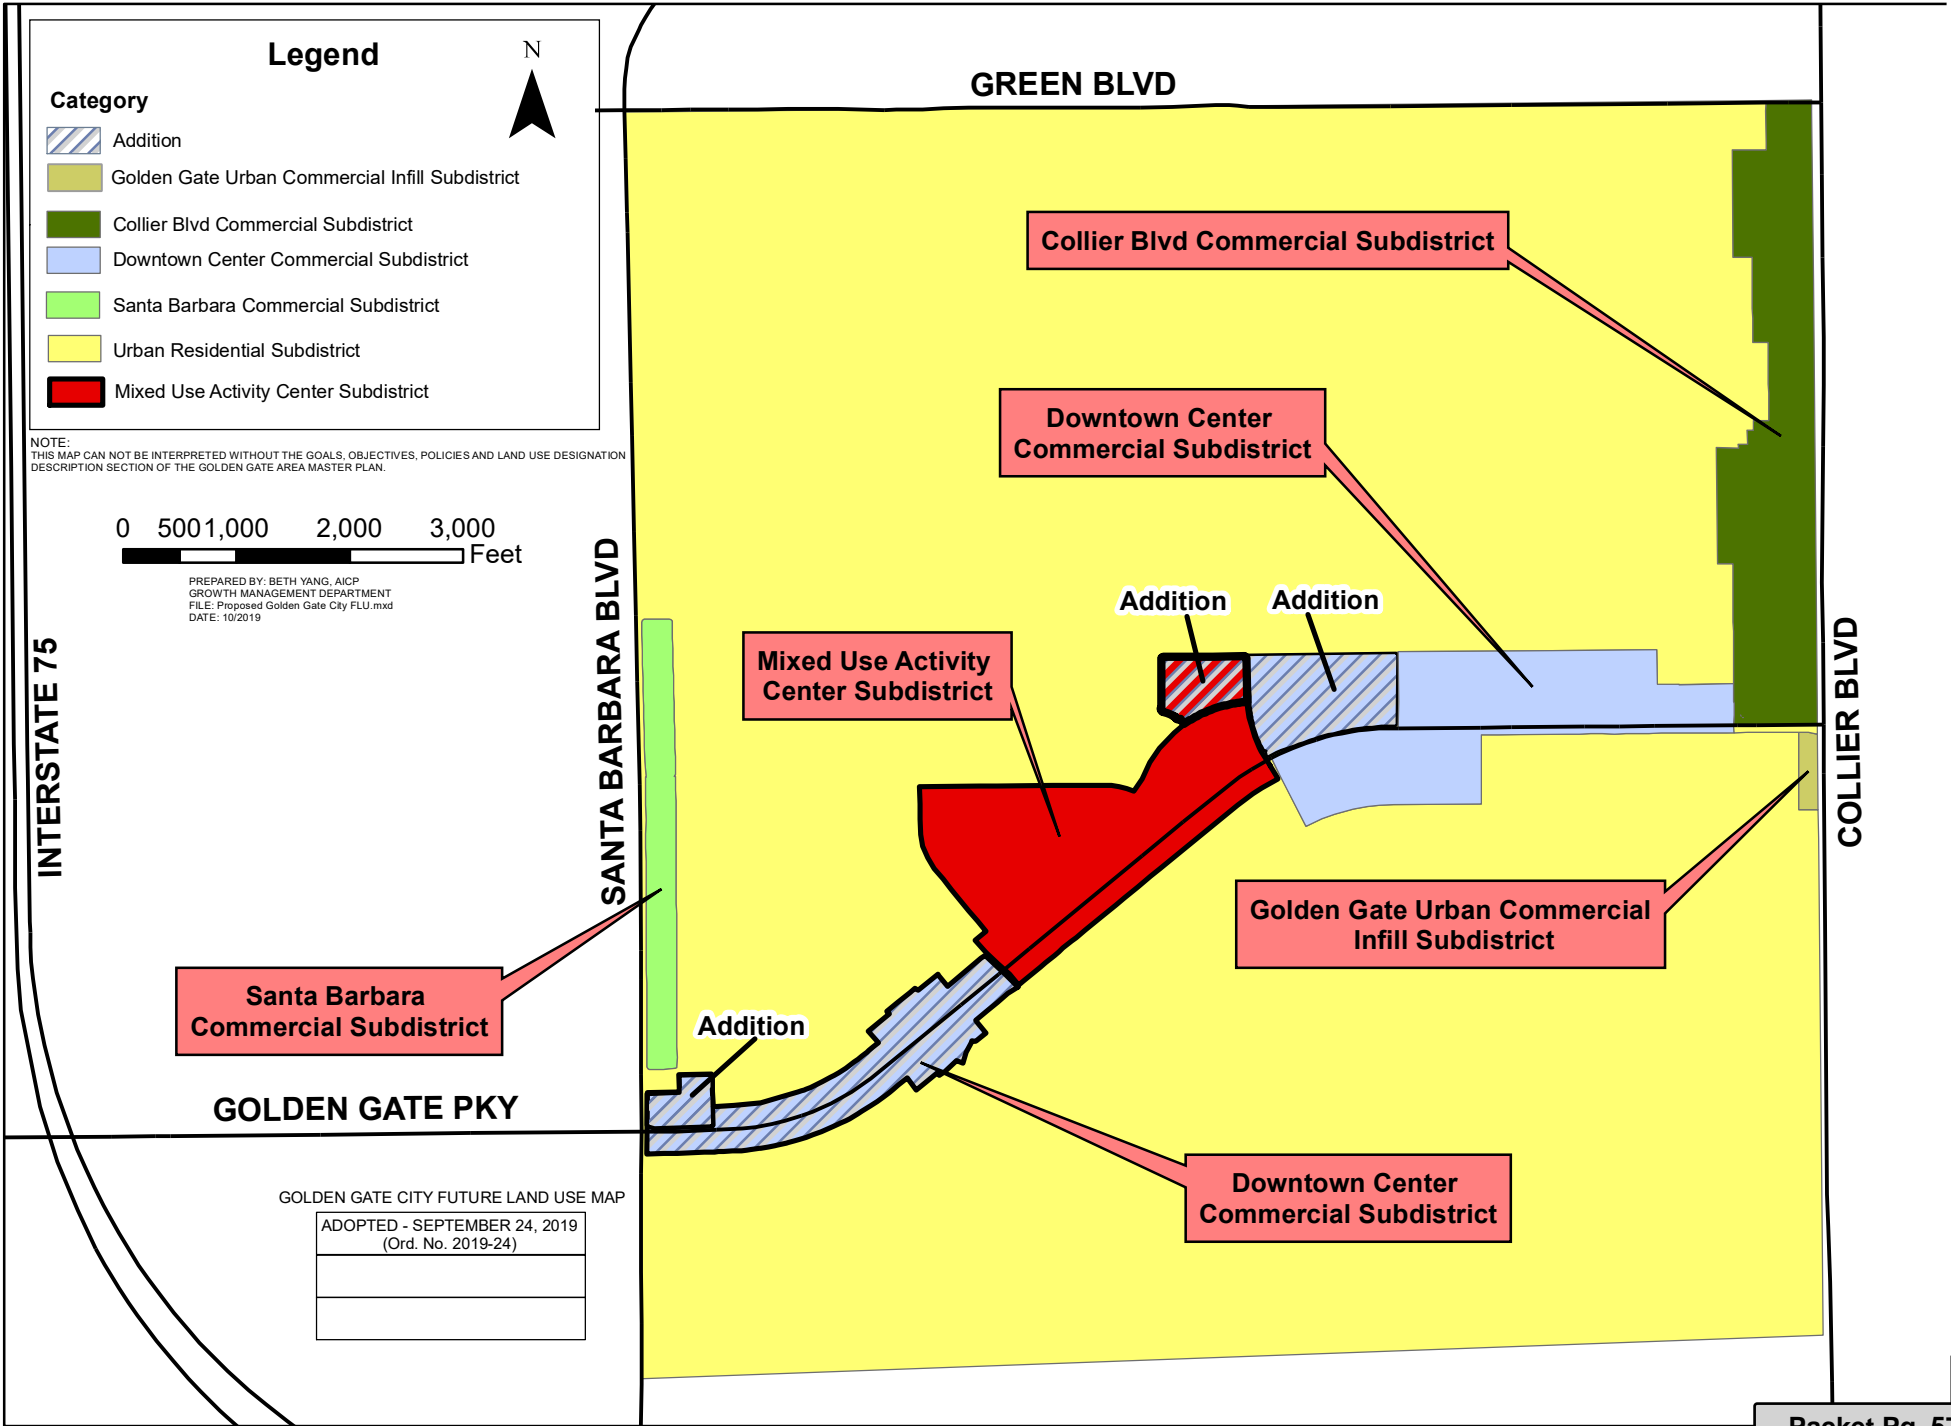 Legend
N
Category
Addition
Golden Gate Urban Commercial Infill Subdistrict
Collier Blvd Commercial Subdistrict
Downtown Center Commercial Subdistrict
Santa Barbara Commercial Subdistrict
Urban Residential Subdistrict
Mixed Use Activity Center Subdistrict
NOTE:
THIS MAP CAN NOT BE INTERPRETED WITHOUT THE GOALS, OBJECTIVES, POLICIES AND LAND USE DESIGNATION
DESCRIPTION SECTION OF THE GOLDEN GATE AREA MASTER PLAN.
0 500 1,000 2,000 3,000
Feet
PREPARED BY: BETH YANG, AICP
GROWTH MANAGEMENT DEPARTMENT
FILE: Proposed Golden Gate City FLU.mxd
DATE: 10/2019
GREEN BLVD
Collier Blvd Commercial Subdistrict
Downtown Center
Commercial Subdistrict
Addition
Addition
Mixed Use Activity
Center Subdistrict
INTERSTATE 75
SANTA BARBARA BLVD
COLLIER BLVD
Golden Gate Urban Commercial
Infill Subdistrict
Santa Barbara
Commercial Subdistrict
Addition
GOLDEN GATE PKY
Downtown Center
Commercial Subdistrict
GOLDEN GATE CITY FUTURE LAND USE MAP
ADOPTED - SEPTEMBER 24, 2019
(Ord. No. 2019-24)
Packet Pg.